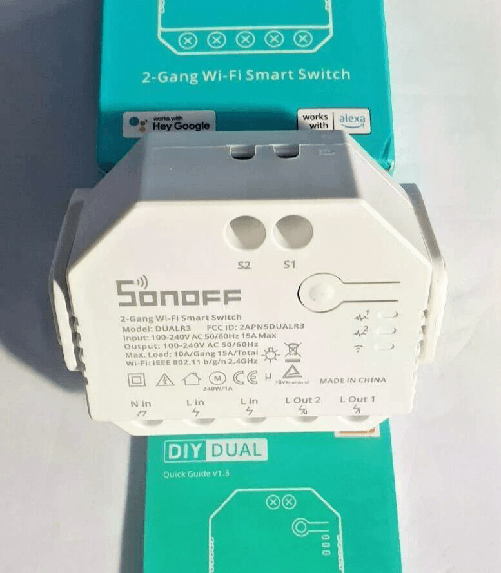 2-Gang Wi-Fi Smart Switch
works with
Hey Google
works with
alexa
S2 S1
SONOFF
2-Gang Wi-Fi Smart Switch
Model: DUALR3 FCC ID: 2APN5DUALR3
Input: 100-240V AC 50/60Hz 15A Max
Output: 100-240V AC 50/60Hz
Max. Load: 10A/Gang 15A/Total
Wi-Fi: IEEE 802.11 b/g/n 2.4GHz
M CE
240W/1A
MADE IN CHINA
N In L In L In L Out 2 L Out 1
DIY DUAL
Quick Guide V1.3